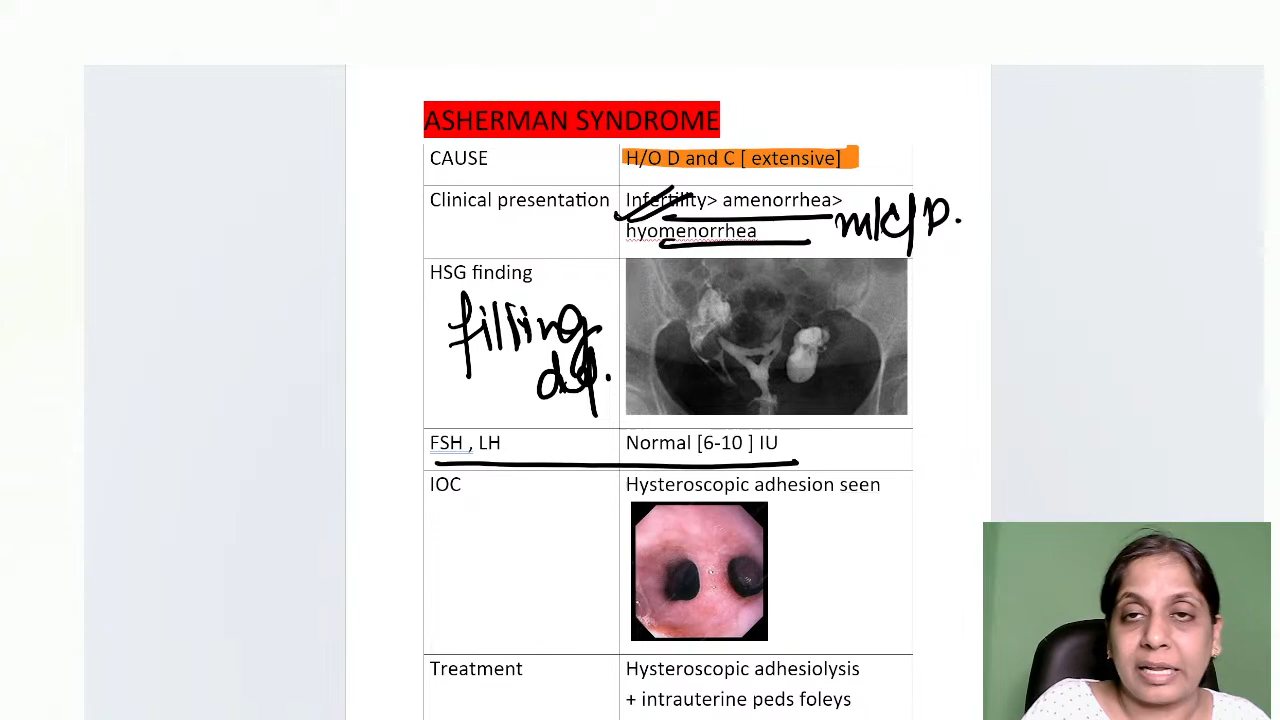 ASHERMAN SYNDROME
CAUSE
H/O D and C [ extensive]
Clinical presentation
Infertility> amenorrhea>
hyomenorrhea
m/c/D.
HSG finding
filling
def.
FSH , LH
Normal [6-10 ] IU
IOC
Hysteroscopic adhesion seen
Treatment
Hysteroscopic adhesiolysis
+ intrauterine peds foleys